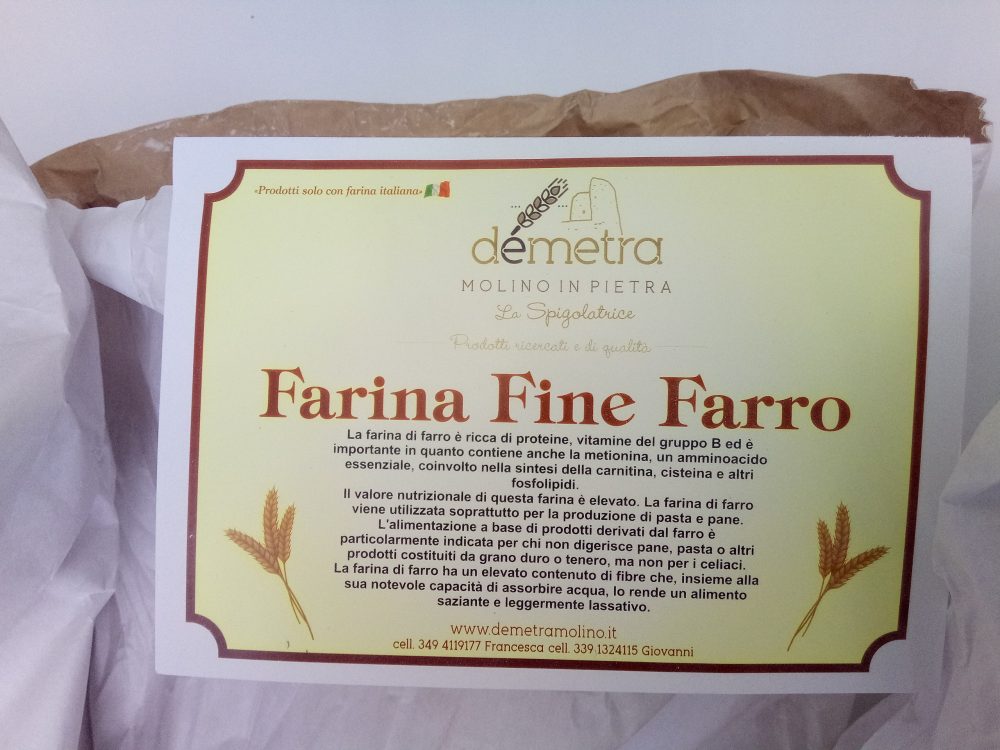 «Prodotti solo con farina italiana»
démetra
MOLINO IN PIETRA
La Spigolatrice
Prodotti ricercati e di qualità
Farina Fine Farro
La farina di farro è ricca di proteine, vitamine del gruppo B ed è
importante in quanto contiene anche la metionina, un amminoacido
essenziale, coinvolto nella sintesi della carnitina, cisteina e altri
fosfolipidi.
Il valore nutrizionale di questa farina è elevato. La farina di farro
viene utilizzata soprattutto per la produzione di pasta e pane.
L'alimentazione a base di prodotti derivati dal farro è
particolarmente indicata per chi non digerisce pane, pasta o altri
prodotti costituiti da grano duro o tenero, ma non per i celiaci.
La farina di farro ha un elevato contenuto di fibre che, insieme alla
sua notevole capacità di assorbire acqua, lo rende un alimento
saziante e leggermente lassativo.
www.demetramolino.it
cell. 349 4119177 Francesca cell. 339 1324115 Giovanni